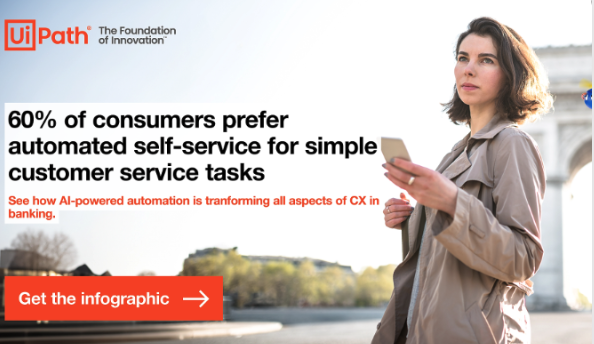 UiPath® The Foundation
of Innovation™
60% of consumers prefer
automated self-service for simple
customer service tasks
See how AI-powered automation is tranforming all aspects of CX in
banking.
Get the infographic →